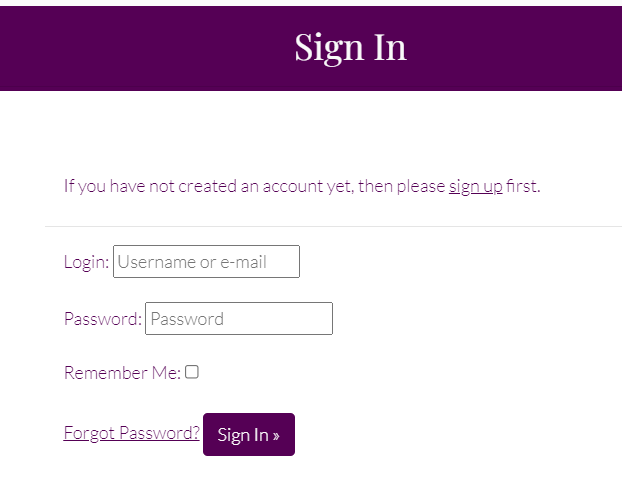 Sign In
If you have not created an account yet, then please sign up first.
Login: Username or e-mail
Password: Password
Remember Me:
Forgot Password? Sign In »